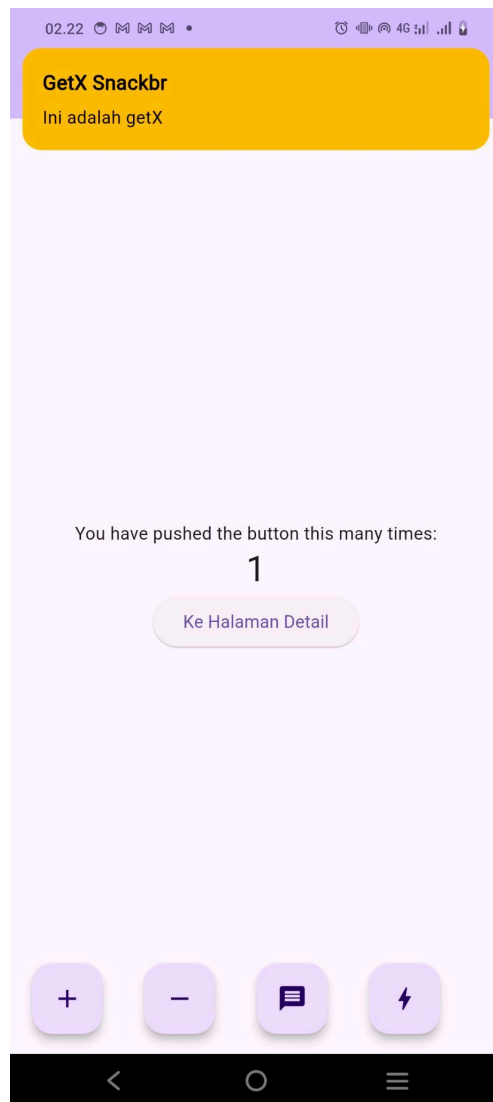 02.22
4G
GetX Snackbr
Ini adalah getX
You have pushed the button this many times:
1
Ke Halaman Detail